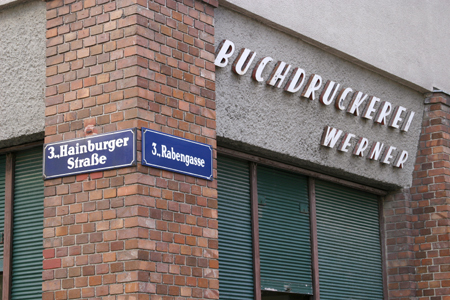 BUCHDRUCKEREI
WERNER
3., Hainburger
Straße
3., Rabengasse